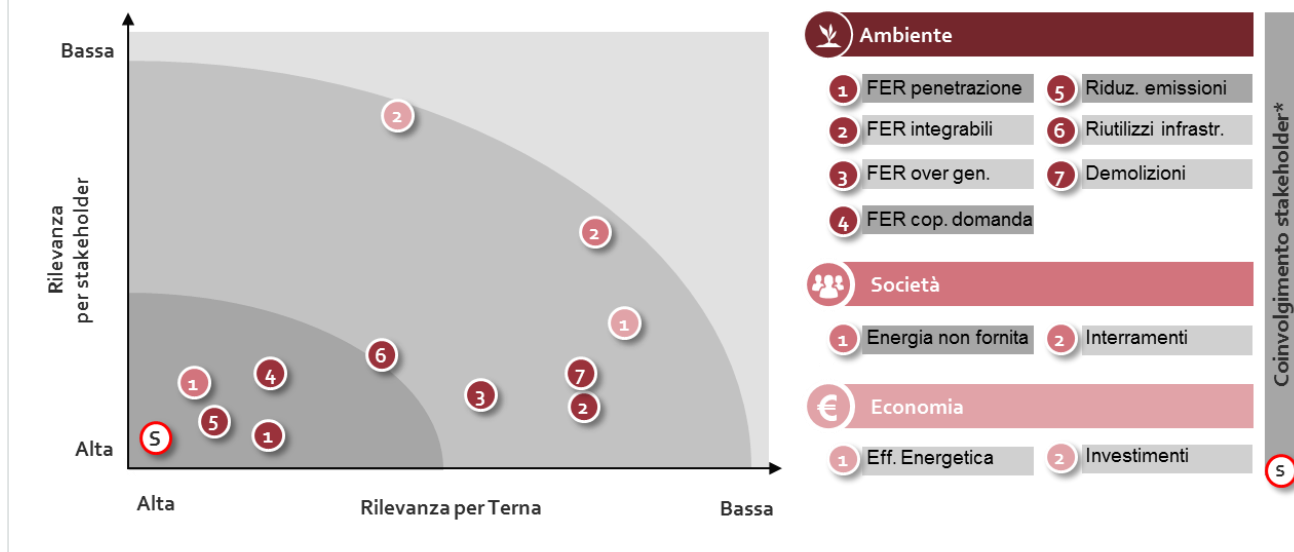 Bassa
Rilevanza
per stakeholder
Alta
2
2
1
6
4
7
1
3
2
5
1
S
Alta
Rilevanza per Terna
Bassa
Ambiente
1 FER penetrazione
5 Riduz. emissioni
2 FER integrabili
6 Riutilizzi infrastr.
3 FER over gen.
7 Demolizioni
4 FER cop. domanda
Società
1 Energia non fornita
2 Interramenti
€ Economia
1 Eff. Energetica
2 Investimenti
Coinvolgimento stakeholder*
S